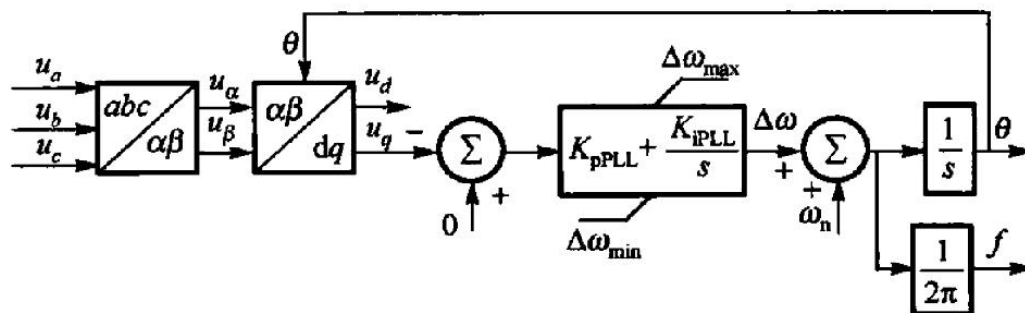 θ
u_a
u_b
u_c
abc
αβ
u_α
u_β
αβ
dq
u_d
u_q
−
Σ
+
0
K_pPLL + K_iPLL/s
Δω_max
Δω_min
Δω
+
Σ
+
ω_n
1/s
θ
1/2π
f